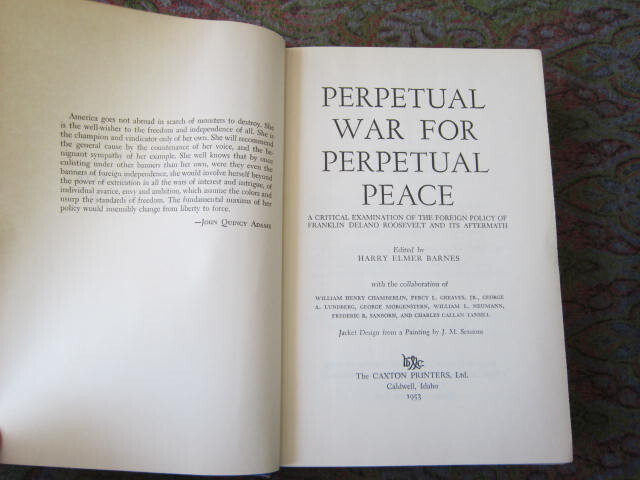 America goes not abroad in search of monsters to destroy. She
is the well-wisher to the freedom and independence of all. She is
the champion and vindicator only of her own. She will recommend
the general cause by the countenance of her voice, and the be-
nignant sympathy of her example. She well knows that by once
enlisting under other banners than her own, were they even the
banners of foreign independence, she would involve herself beyond
the power of extrication in all the wars of interest and intrigue, of
individual avarice, envy and ambition, which assume the colors and
usurp the standards of freedom. The fundamental maxims of her
policy would insensibly change from liberty to force.
—John Quincy Adams
PERPETUAL
WAR FOR
PERPETUAL
PEACE
A CRITICAL EXAMINATION OF THE FOREIGN POLICY OF
FRANKLIN DELANO ROOSEVELT AND ITS AFTERMATH
Edited by
HARRY ELMER BARNES
with the collaboration of
WILLIAM HENRY CHAMBERLIN, PERCY L. GREAVES, JR., GEORGE
A. LUNDBERG, GEORGE MORGENSTERN, WILLIAM L. NEUMANN,
FREDERIC R. SANBORN, AND CHARLES CALLAN TANSILL
Jacket Design from a Painting by J. M. Sessions
The CAXTON PRINTERS, Ltd.
Caldwell, Idaho
1953